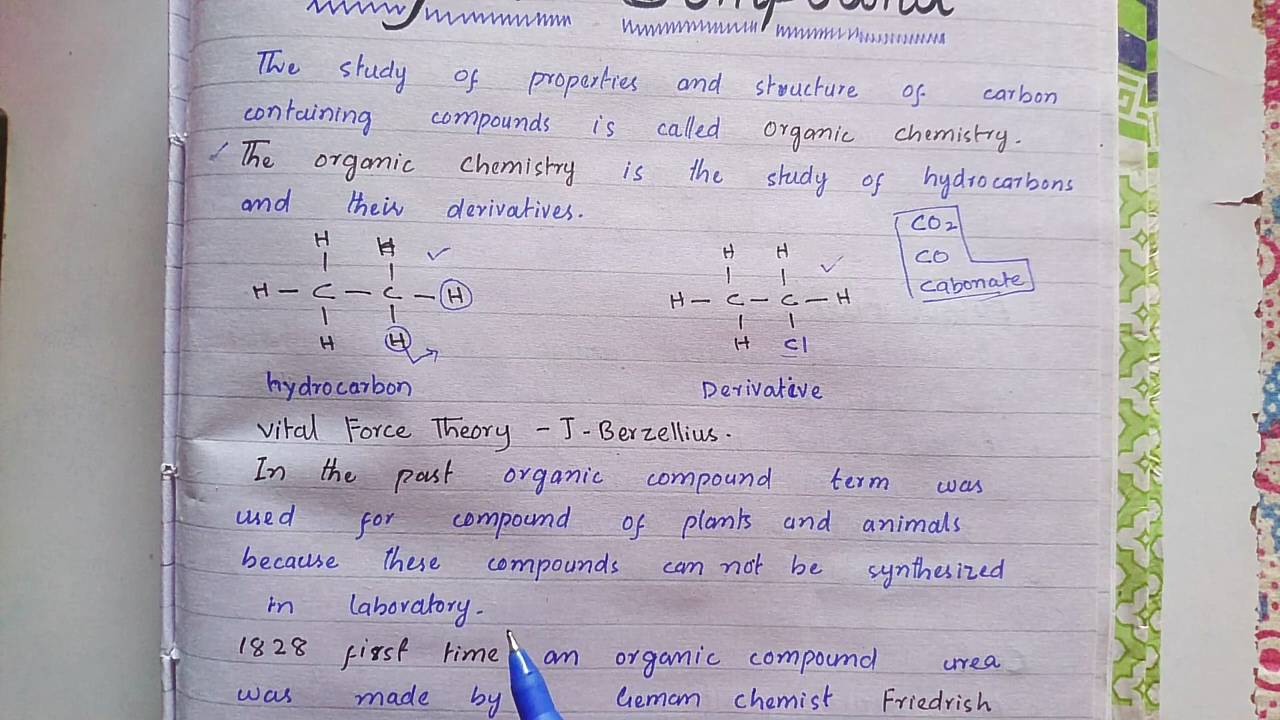 Compound
The study of properties and structure of carbon
containing compounds is called organic chemistry.
The organic chemistry is the study of hydrocarbons
and their derivatives.
CO2
CO
cabonate
H H
H — C — C — H
H H
hydrocarbon
H H
H — C — C — H
H Cl
Derivative
Vital Force Theory - J - Berzellius.
In the past organic compound term was
used for compound of plants and animals
because these compounds can not be synthesized
in laboratory.
1828 first time an organic compound urea
was made by German chemist Friedrish